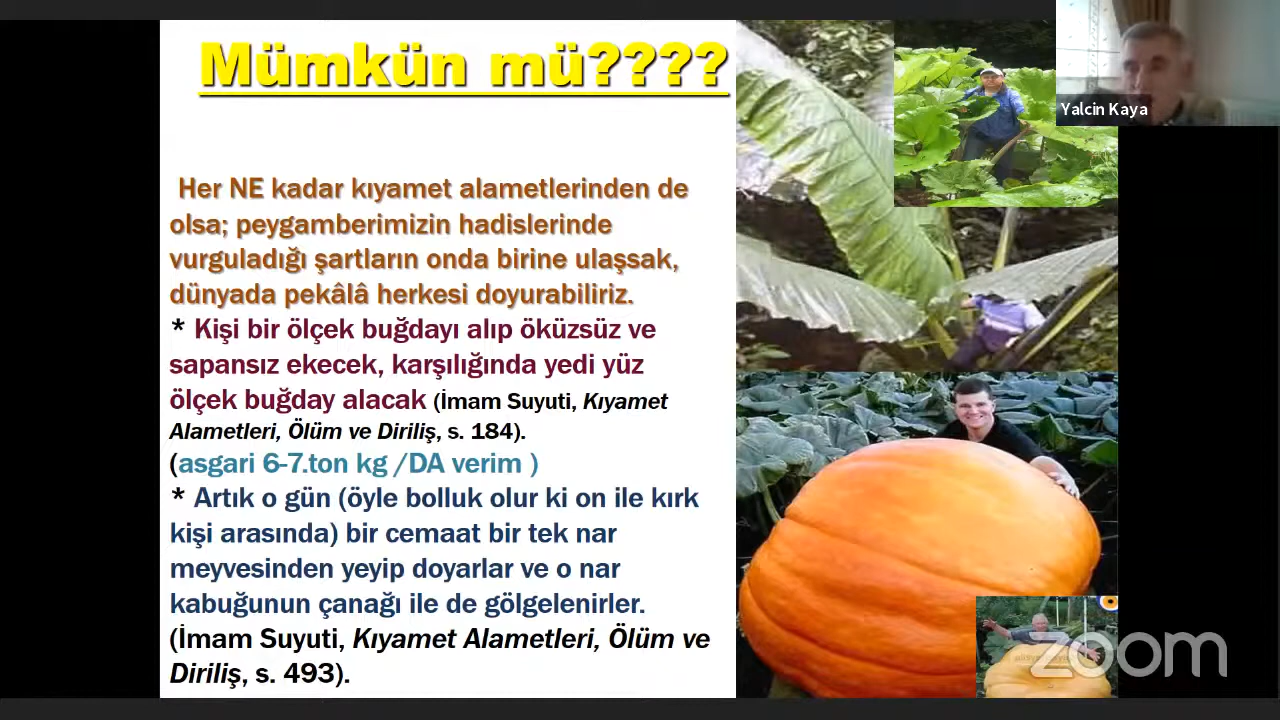 Mümkün mü????
Yalcin Kaya
Her NE kadar kıyamet alametlerinden de
olsa; peygamberimizin hadislerinde
vurguladığı şartların onda birine ulaşsak,
dünyada pekâlâ herkesi doyurabiliriz.
* Kişi bir ölçek buğdayı alıp öküzsüz ve
sapansız ekecek, karşılığında yedi yüz
ölçek buğday alacak (İmam Suyuti, Kıyamet
Alametleri, Ölüm ve Diriliş, s. 184).
(asgari 6-7.ton kg /DA verim )
* Artık o gün (öyle bolluk olur ki on ile kırk
kişi arasında) bir cemaat bir tek nar
meyvesinden yeyip doyarlar ve o nar
kabuğunun çanağı ile de gölgelenirler.
(İmam Suyuti, Kıyamet Alametleri, Ölüm ve
Diriliş, s. 493).
zoom